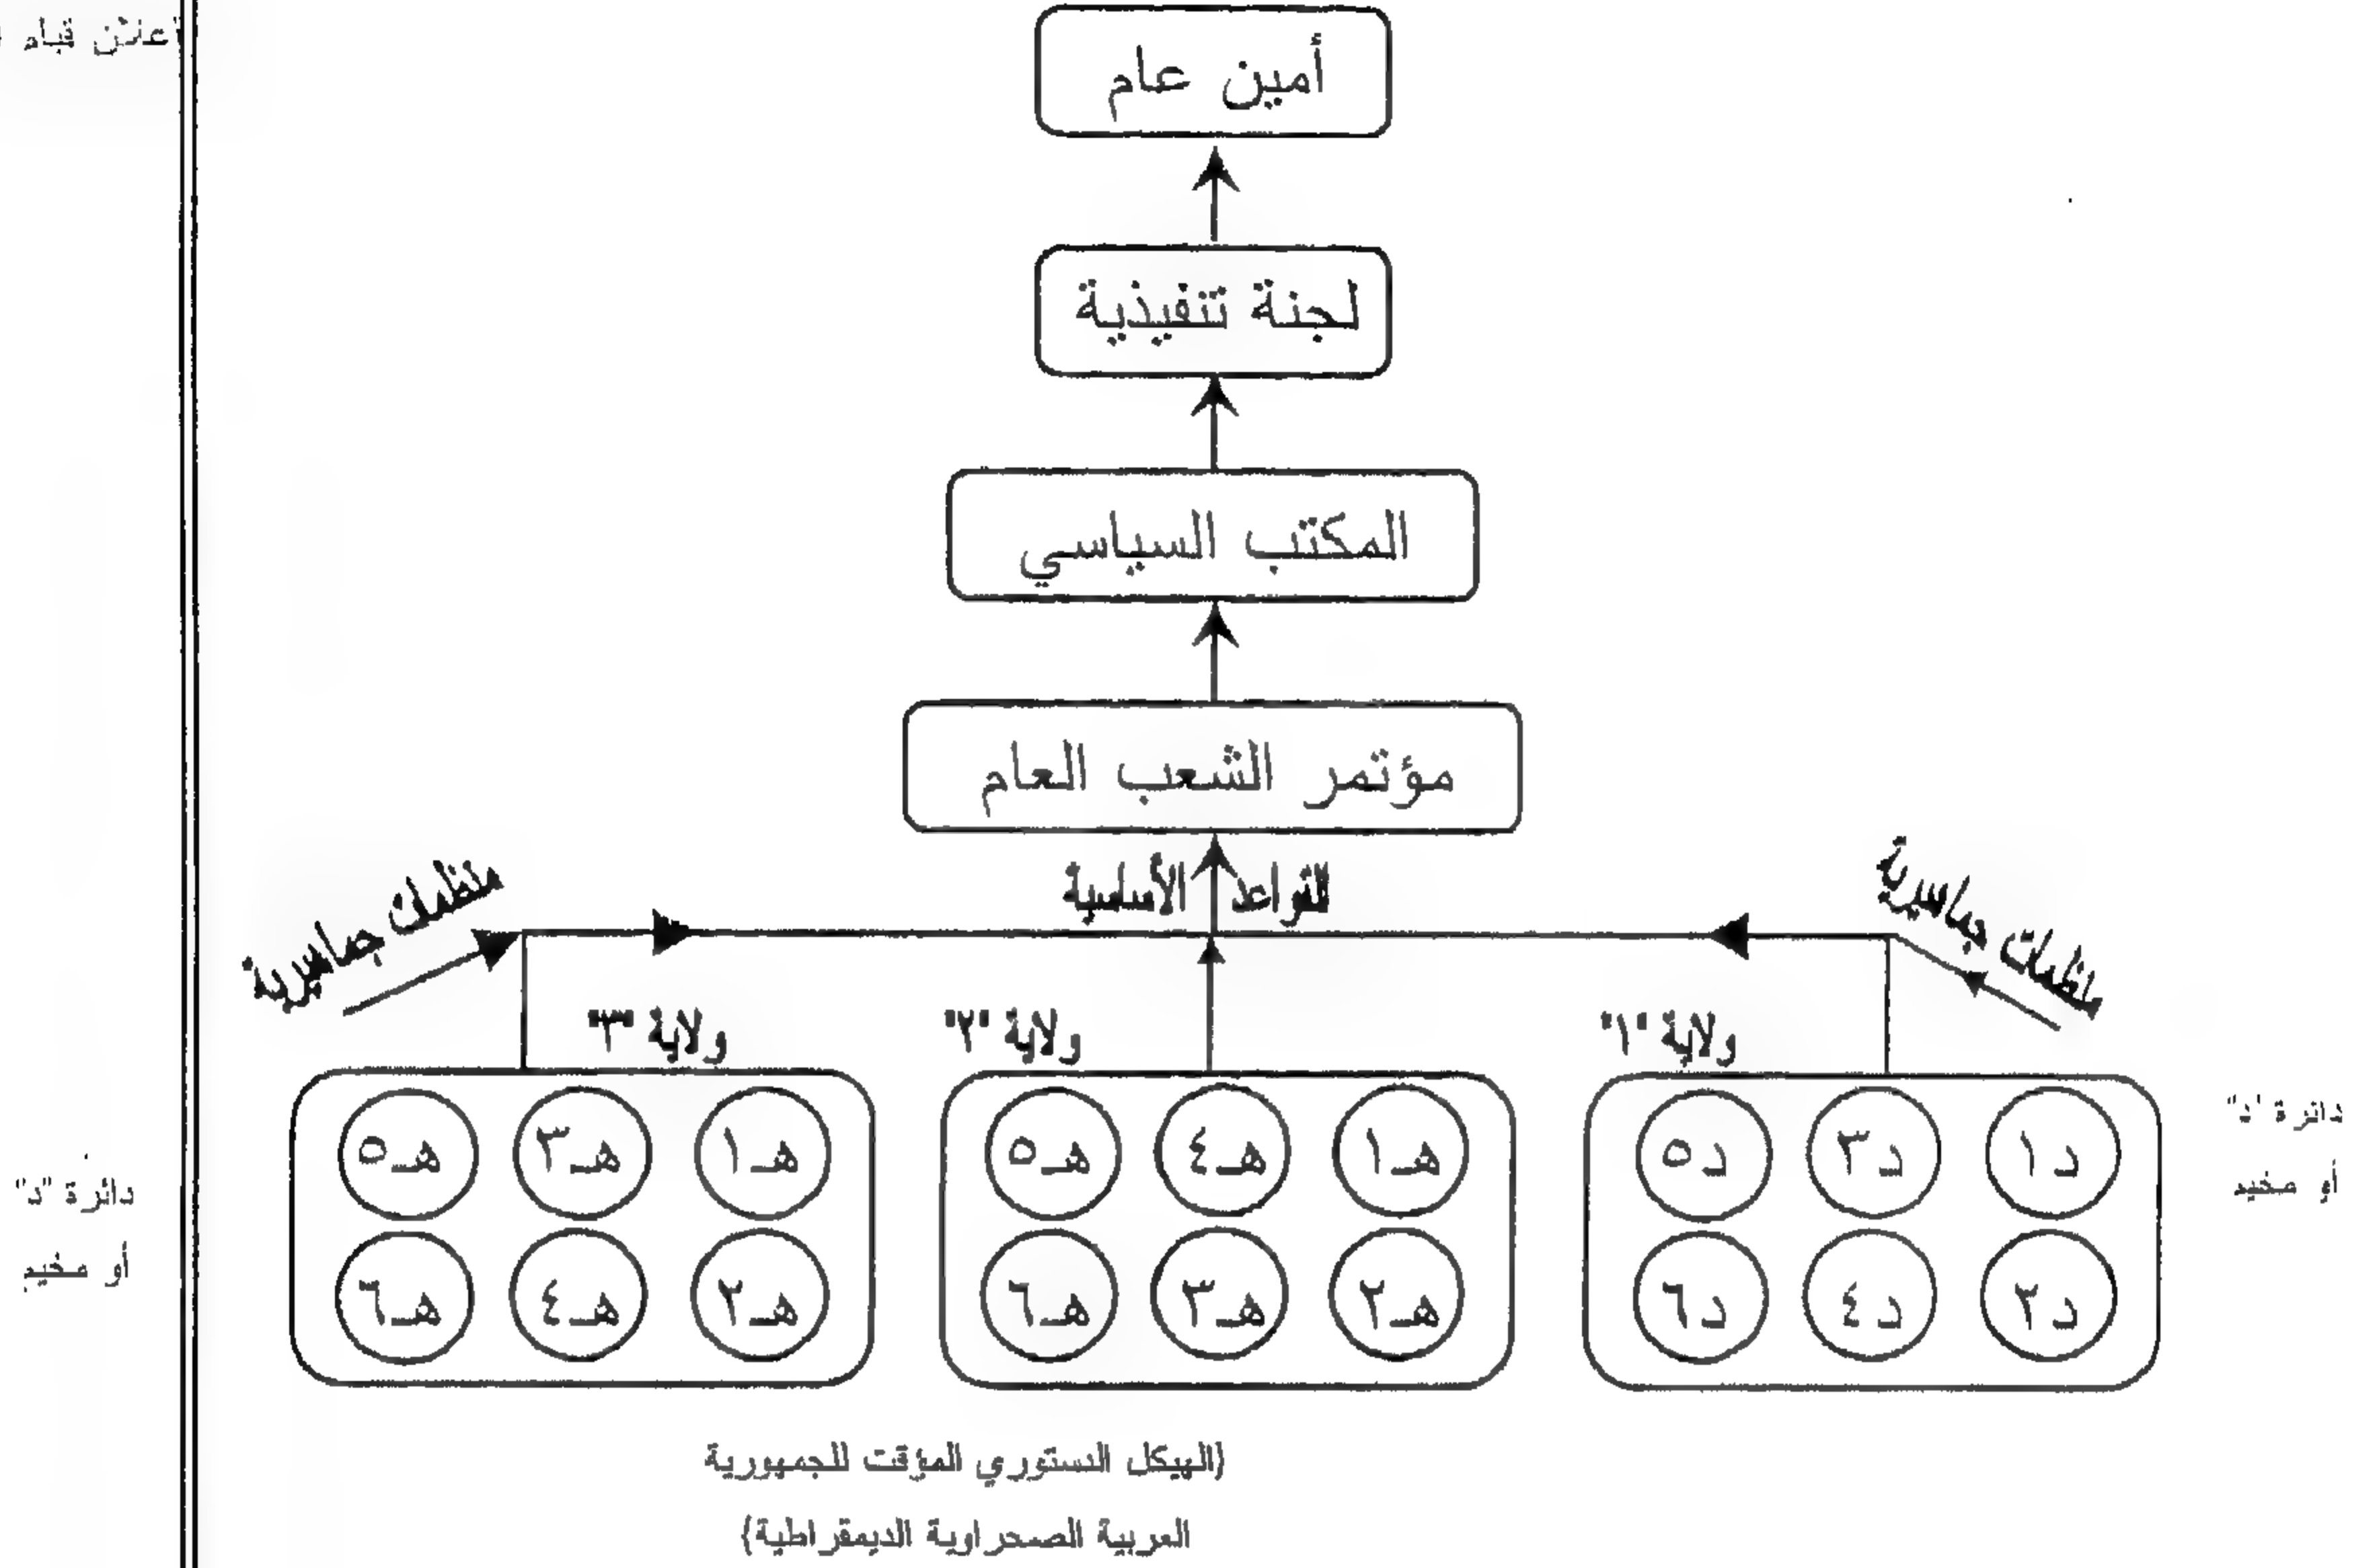 أمين عام
لجنة تنفيذية
المكتب السياسي
مؤتمر الشعب العام
القواعد الأساسية
منظمات جماهيرية
منظمات جماهيرية
ولاية "١"
ولاية "٢"
ولاية "٣"
د١ د٣ د٥
د٢ د٤ د٦
هـ١ هـ٤ هـ٥
هـ٢ هـ٣ هـ٦
هـ١ هـ٣ هـ٥
هـ٢ هـ٤ هـ٦
دائرة "د"
أو مخيم
دائرة "د"
أو مخيم
(الهيكل الدستوري المؤقت للجمهورية
العربية الصحراوية الديمقراطية)
قيام